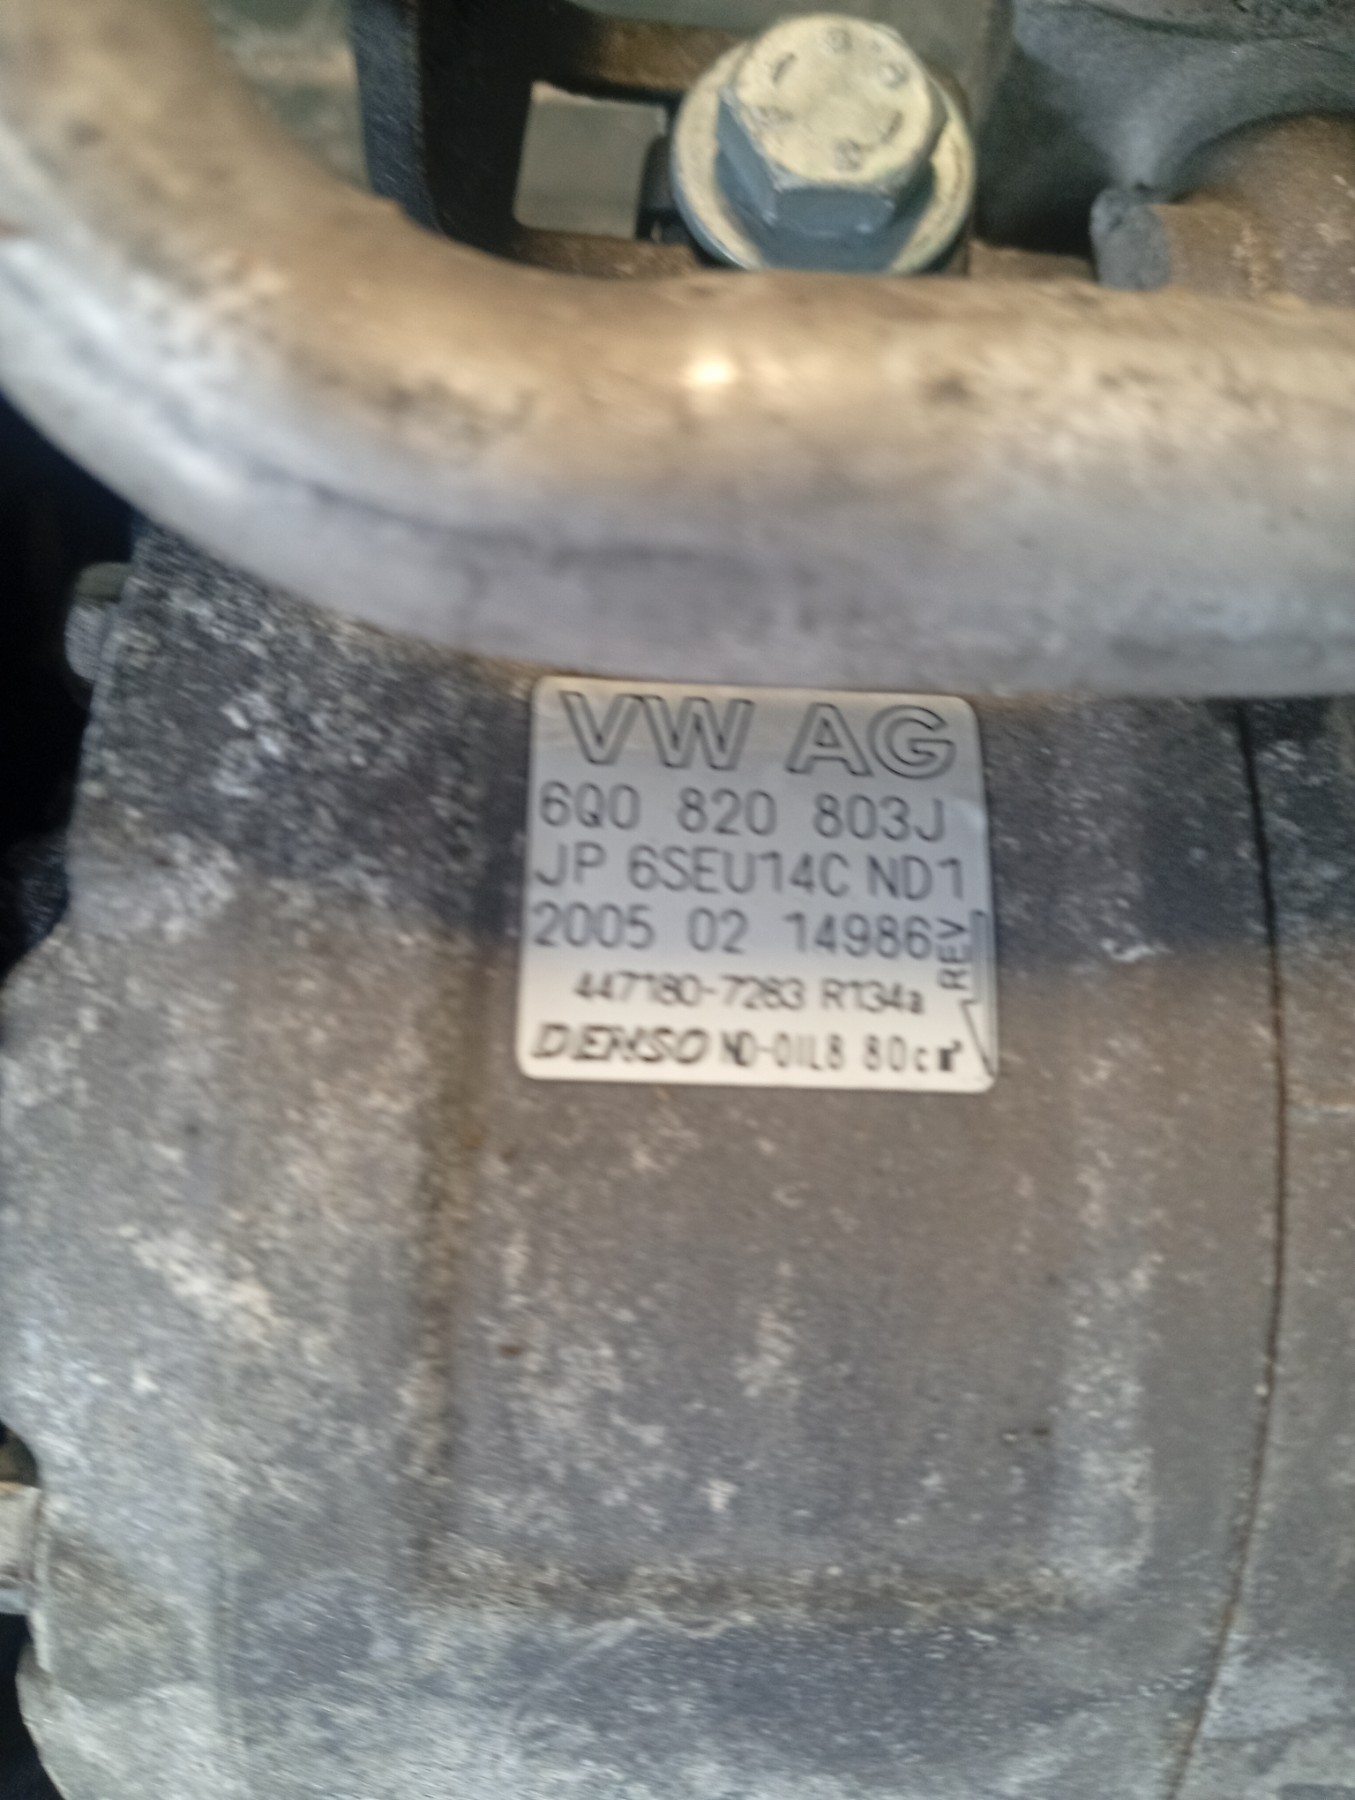 VW AG
6Q0 820 803J
JP 6SEU14C ND1
2005 02 14986
REV
447180-7283 R134a
DENSO ND-OIL8 80cm³